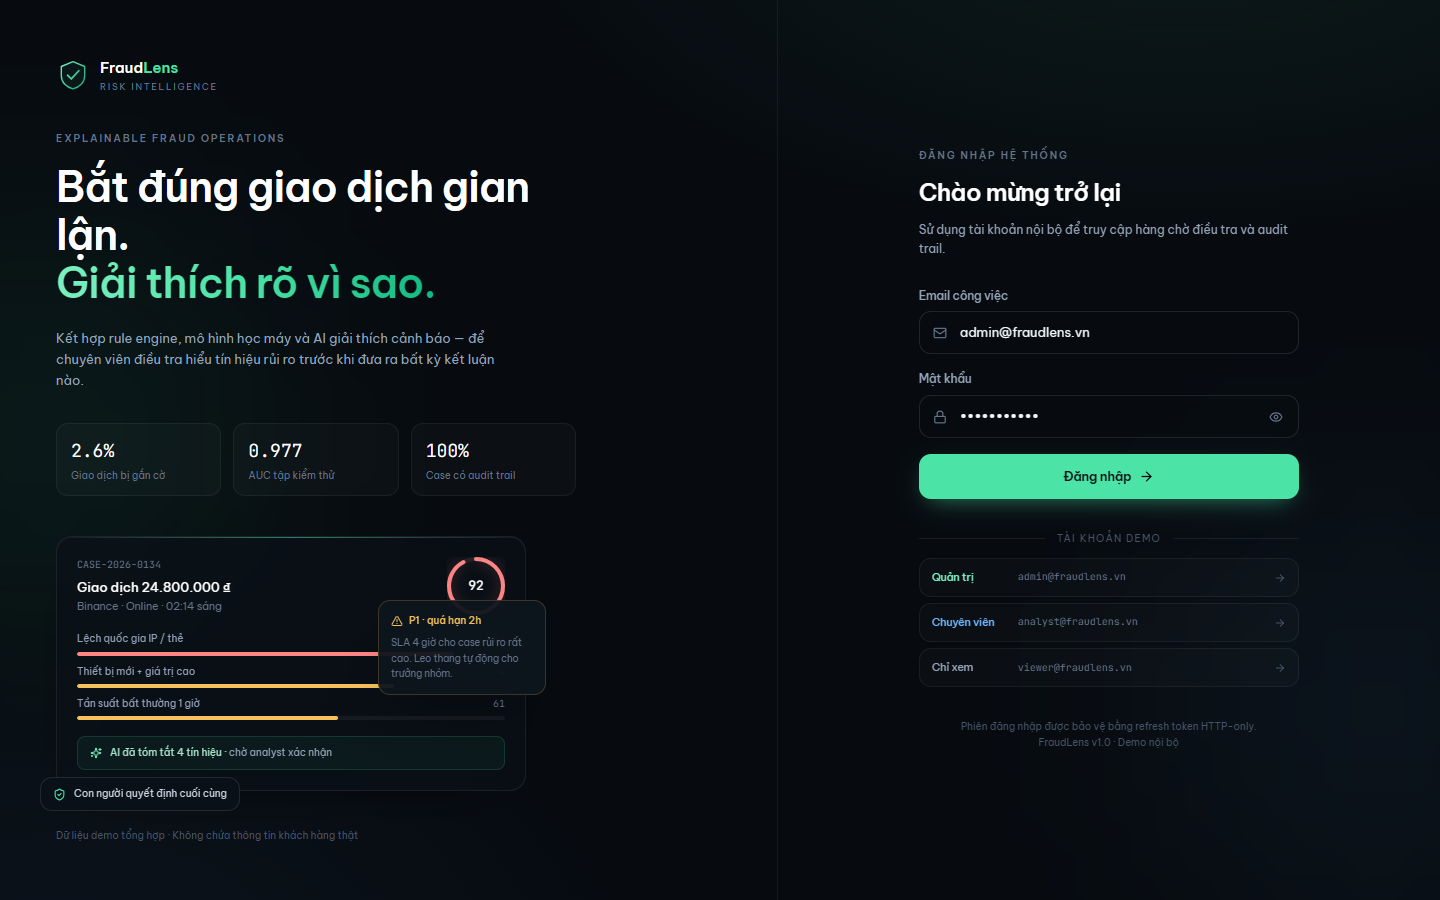 FraudLens
RISK INTELLIGENCE
EXPLAINABLE FRAUD OPERATIONS
Bắt đúng giao dịch gian
lận.
Giải thích rõ vì sao.
Kết hợp rule engine, mô hình học máy và AI giải thích cảnh báo — để
chuyên viên điều tra hiểu tín hiệu rủi ro trước khi đưa ra bất kỳ kết luận
nào.
2.6%
Giao dịch bị gắn cờ
0.977
AUC tập kiểm thử
100%
Case có audit trail
CASE-2026-0134
Giao dịch 24.800.000 ₫
Binance · Online · 02:14 sáng
92
Lệch quốc gia IP / thẻ
Thiết bị mới + giá trị cao
Tần suất bất thường 1 giờ
61
P1 · quá hạn 2h
SLA 4 giờ cho case rủi ro rất
cao. Leo thang tự động cho
trưởng nhóm.
AI đã tóm tắt 4 tín hiệu · chờ analyst xác nhận
Con người quyết định cuối cùng
Dữ liệu demo tổng hợp · Không chứa thông tin khách hàng thật
ĐĂNG NHẬP HỆ THỐNG
Chào mừng trở lại
Sử dụng tài khoản nội bộ để truy cập hàng chờ điều tra và audit
trail.
Email công việc
admin@fraudlens.vn
Mật khẩu
•••••••••••
Đăng nhập →
TÀI KHOẢN DEMO
Quản trị admin@fraudlens.vn →
Chuyên viên analyst@fraudlens.vn →
Chỉ xem viewer@fraudlens.vn →
Phiên đăng nhập được bảo vệ bằng refresh token HTTP-only.
FraudLens v1.0 · Demo nội bộ